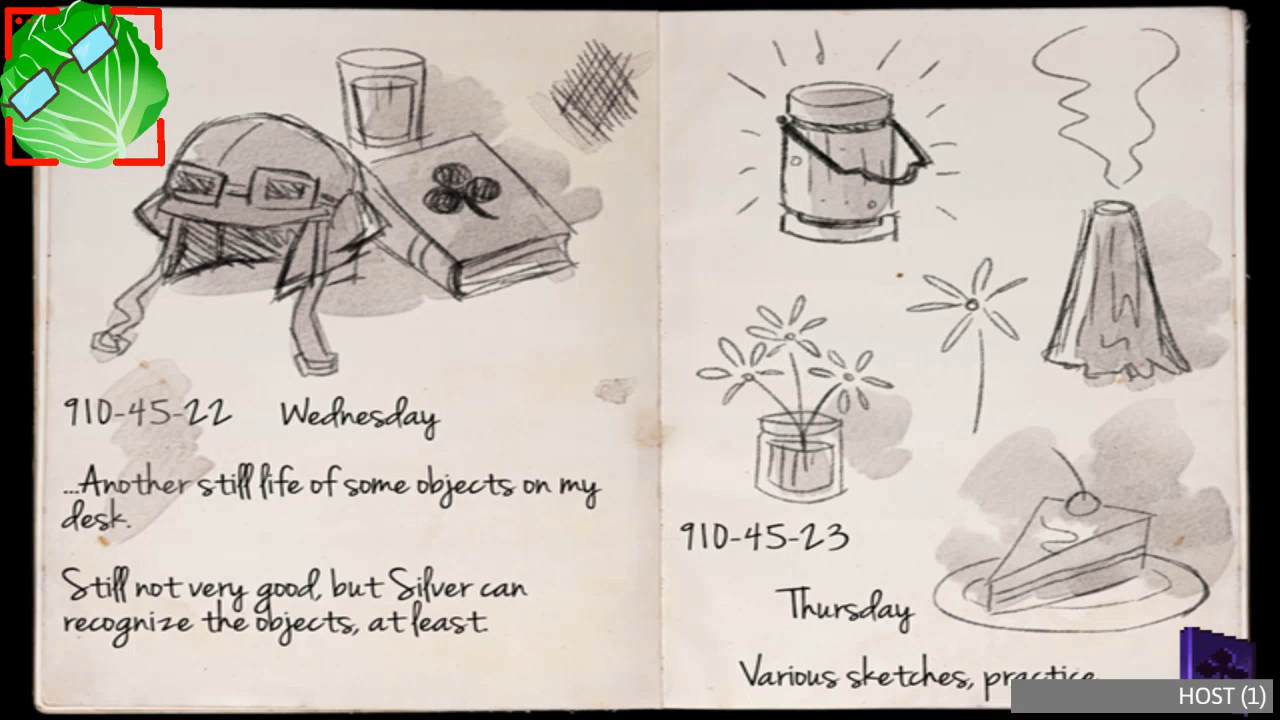 910-45-22 Wednesday
...Another still life of some objects on my
desk.
Still not very good, but Silver can
recognize the objects, at least.
910-45-23
Thursday
Various sketches, practice
HOST (1)